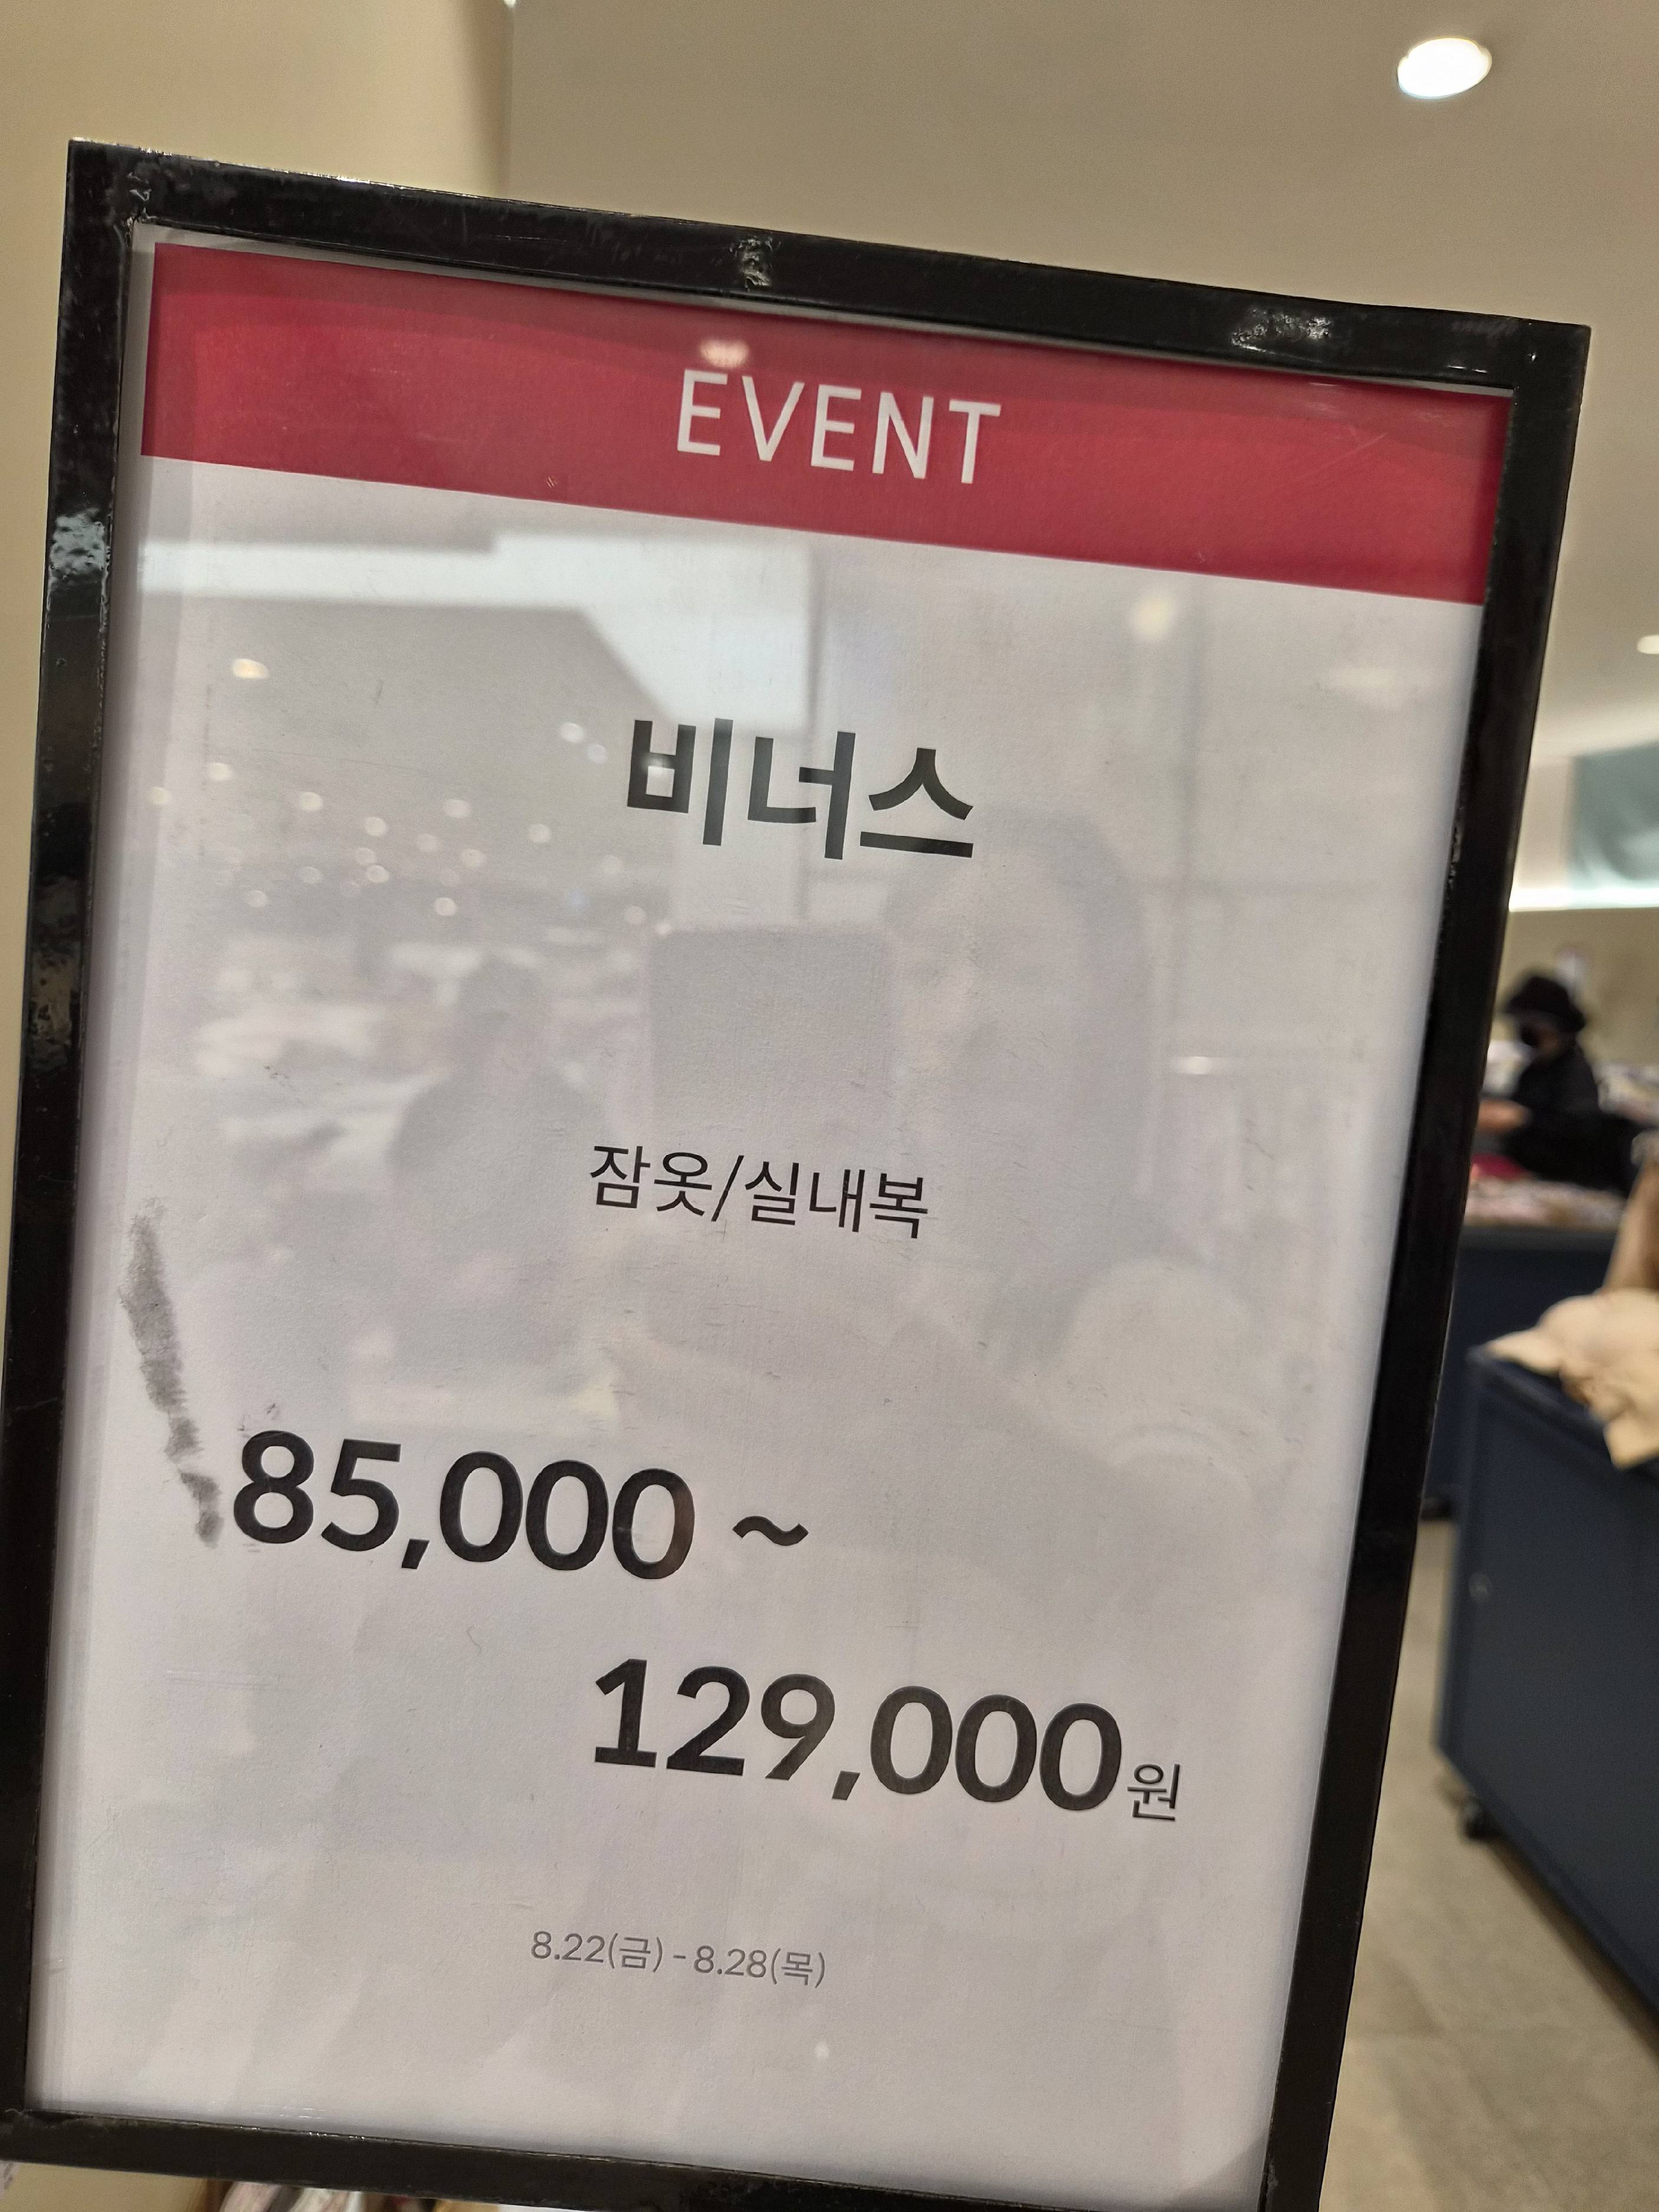 EVENT
비너스
잠옷/실내복
85,000 ~
129,000원
8.22(금) - 8.28(목)